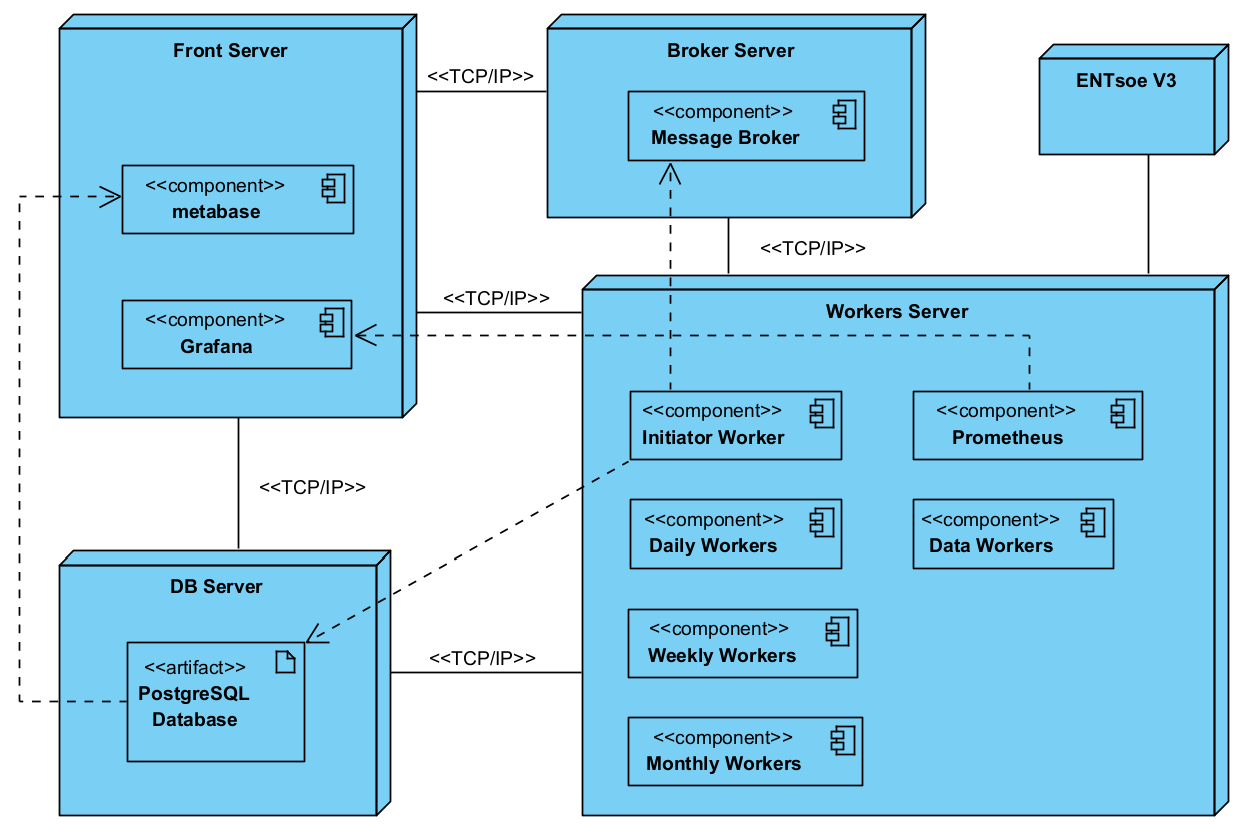 Front Server
<<TCP/IP>>
Broker Server
<<component>>
Message Broker
ENTsoe V3
<<component>>
metabase
<<TCP/IP>>
<<TCP/IP>>
<<component>>
Grafana
Workers Server
<<component>>
Initiator Worker
<<component>>
Prometheus
<<TCP/IP>>
<<component>>
Daily Workers
<<component>>
Data Workers
DB Server
<<component>>
Weekly Workers
<<TCP/IP>>
<<artifact>>
PostgreSQL
Database
<<component>>
Monthly Workers